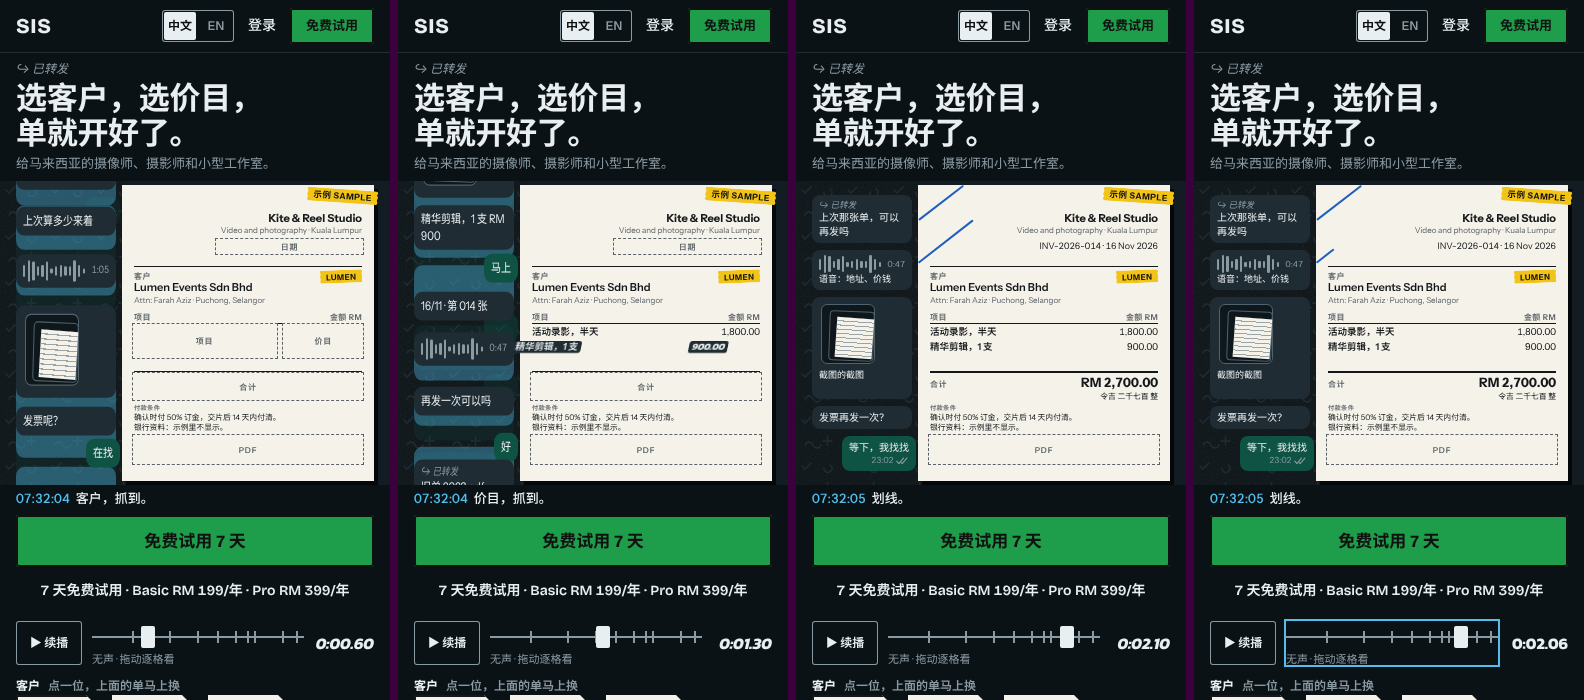 SIS
中文 EN 登录 免费试用
↪ 已转发
选客户，选价目，
单就开好了。
给马来西亚的摄像师、摄影师和小型工作室。
上次算多少来着
1:05
发票呢？
在找
示例 SAMPLE
Kite & Reel Studio
Video and photography · Kuala Lumpur
日期
客户
LUMEN
Lumen Events Sdn Bhd
Attn: Farah Aziz · Puchong, Selangor
项目 金额 RM
项目 价目
合计
付款条件
确认时付 50% 订金，交片后 14 天内付清。
银行资料：示例里不显示。
PDF
07:32:04 客户，抓到。
免费试用 7 天
7 天免费试用 · Basic RM 199/年 · Pro RM 399/年
▶ 续播
0:00.60
无声 · 拖动逐格看
客户 点一位，上面的单马上换
SIS
中文 EN 登录 免费试用
↪ 已转发
选客户，选价目，
单就开好了。
给马来西亚的摄像师、摄影师和小型工作室。
精华剪辑，1 支 RM
900
马上
16/11 · 第 014 张
0:47
再发一次可以吗
好
↪ 已转发
示例 SAMPLE
Kite & Reel Studio
Video and photography · Kuala Lumpur
日期
客户
LUMEN
Lumen Events Sdn Bhd
Attn: Farah Aziz · Puchong, Selangor
项目 金额 RM
活动录影，半天 1,800.00
精华剪辑，1 支 900.00
合计
付款条件
确认时付 50% 订金，交片后 14 天内付清。
银行资料：示例里不显示。
PDF
07:32:04 价目，抓到。
免费试用 7 天
7 天免费试用 · Basic RM 199/年 · Pro RM 399/年
▶ 续播
0:01.30
无声 · 拖动逐格看
客户 点一位，上面的单马上换
SIS
中文 EN 登录 免费试用
↪ 已转发
选客户，选价目，
单就开好了。
给马来西亚的摄像师、摄影师和小型工作室。
↪ 已转发
上次那张单，可以
再发吗
0:47
语音：地址、价钱
截图的截图
发票再发一次？
等下，我找找
23:02
示例 SAMPLE
Kite & Reel Studio
Video and photography · Kuala Lumpur
INV-2026-014 · 16 Nov 2026
客户
LUMEN
Lumen Events Sdn Bhd
Attn: Farah Aziz · Puchong, Selangor
项目 金额 RM
活动录影，半天 1,800.00
精华剪辑，1 支 900.00
合计 RM 2,700.00
令吉 二千七百 整
付款条件
确认时付 50% 订金，交片后 14 天内付清。
银行资料：示例里不显示。
PDF
07:32:05 划线。
免费试用 7 天
7 天免费试用 · Basic RM 199/年 · Pro RM 399/年
▶ 续播
0:02.10
无声 · 拖动逐格看
客户 点一位，上面的单马上换
SIS
中文 EN 登录 免费试用
↪ 已转发
选客户，选价目，
单就开好了。
给马来西亚的摄像师、摄影师和小型工作室。
↪ 已转发
上次那张单，可以
再发吗
0:47
语音：地址、价钱
截图的截图
发票再发一次？
等下，我找找
23:02
示例 SAMPLE
Kite & Reel Studio
Video and photography · Kuala Lumpur
INV-2026-014 · 16 Nov 2026
客户
LUMEN
Lumen Events Sdn Bhd
Attn: Farah Aziz · Puchong, Selangor
项目 金额 RM
活动录影，半天 1,800.00
精华剪辑，1 支 900.00
合计 RM 2,700.00
令吉 二千七百 整
付款条件
确认时付 50% 订金，交片后 14 天内付清。
银行资料：示例里不显示。
PDF
07:32:05 划线。
免费试用 7 天
7 天免费试用 · Basic RM 199/年 · Pro RM 399/年
▶ 续播
0:02.06
无声 · 拖动逐格看
客户 点一位，上面的单马上换